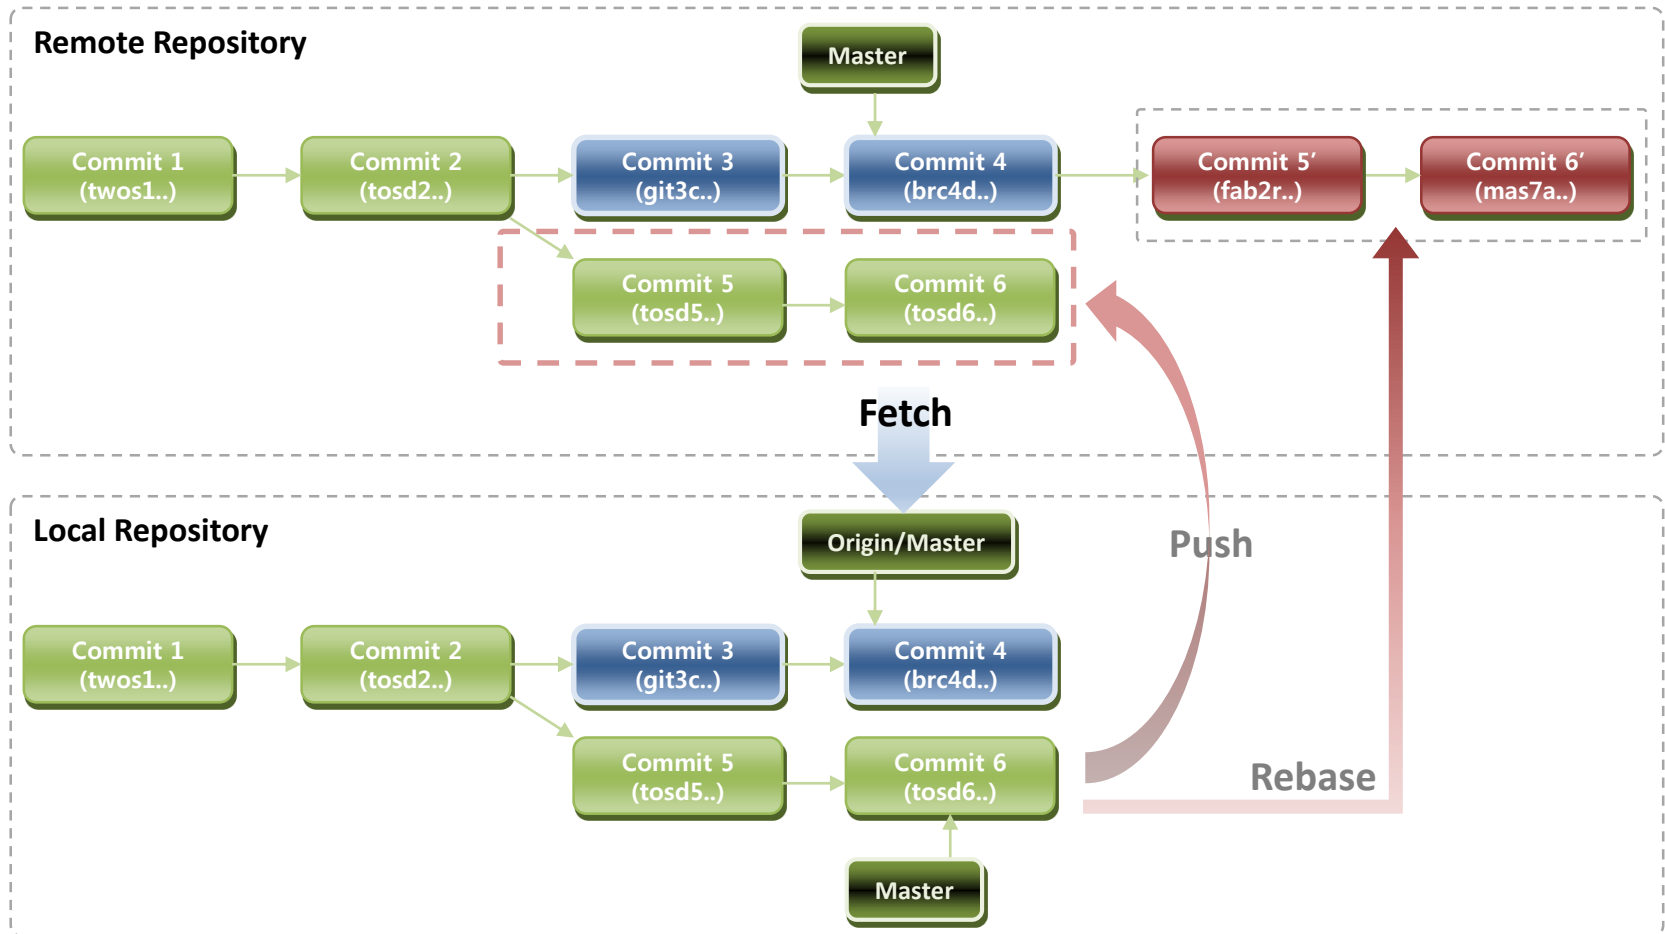 Remote Repository
Master
Commit 1
(twos1..)
Commit 2
(tosd2..)
Commit 3
(git3c..)
Commit 4
(brc4d..)
Commit 5’
(fab2r..)
Commit 6’
(mas7a..)
Commit 5
(tosd5..)
Commit 6
(tosd6..)
Fetch
Local Repository
Origin/Master
Push
Commit 1
(twos1..)
Commit 2
(tosd2..)
Commit 3
(git3c..)
Commit 4
(brc4d..)
Commit 5
(tosd5..)
Commit 6
(tosd6..)
Rebase
Master